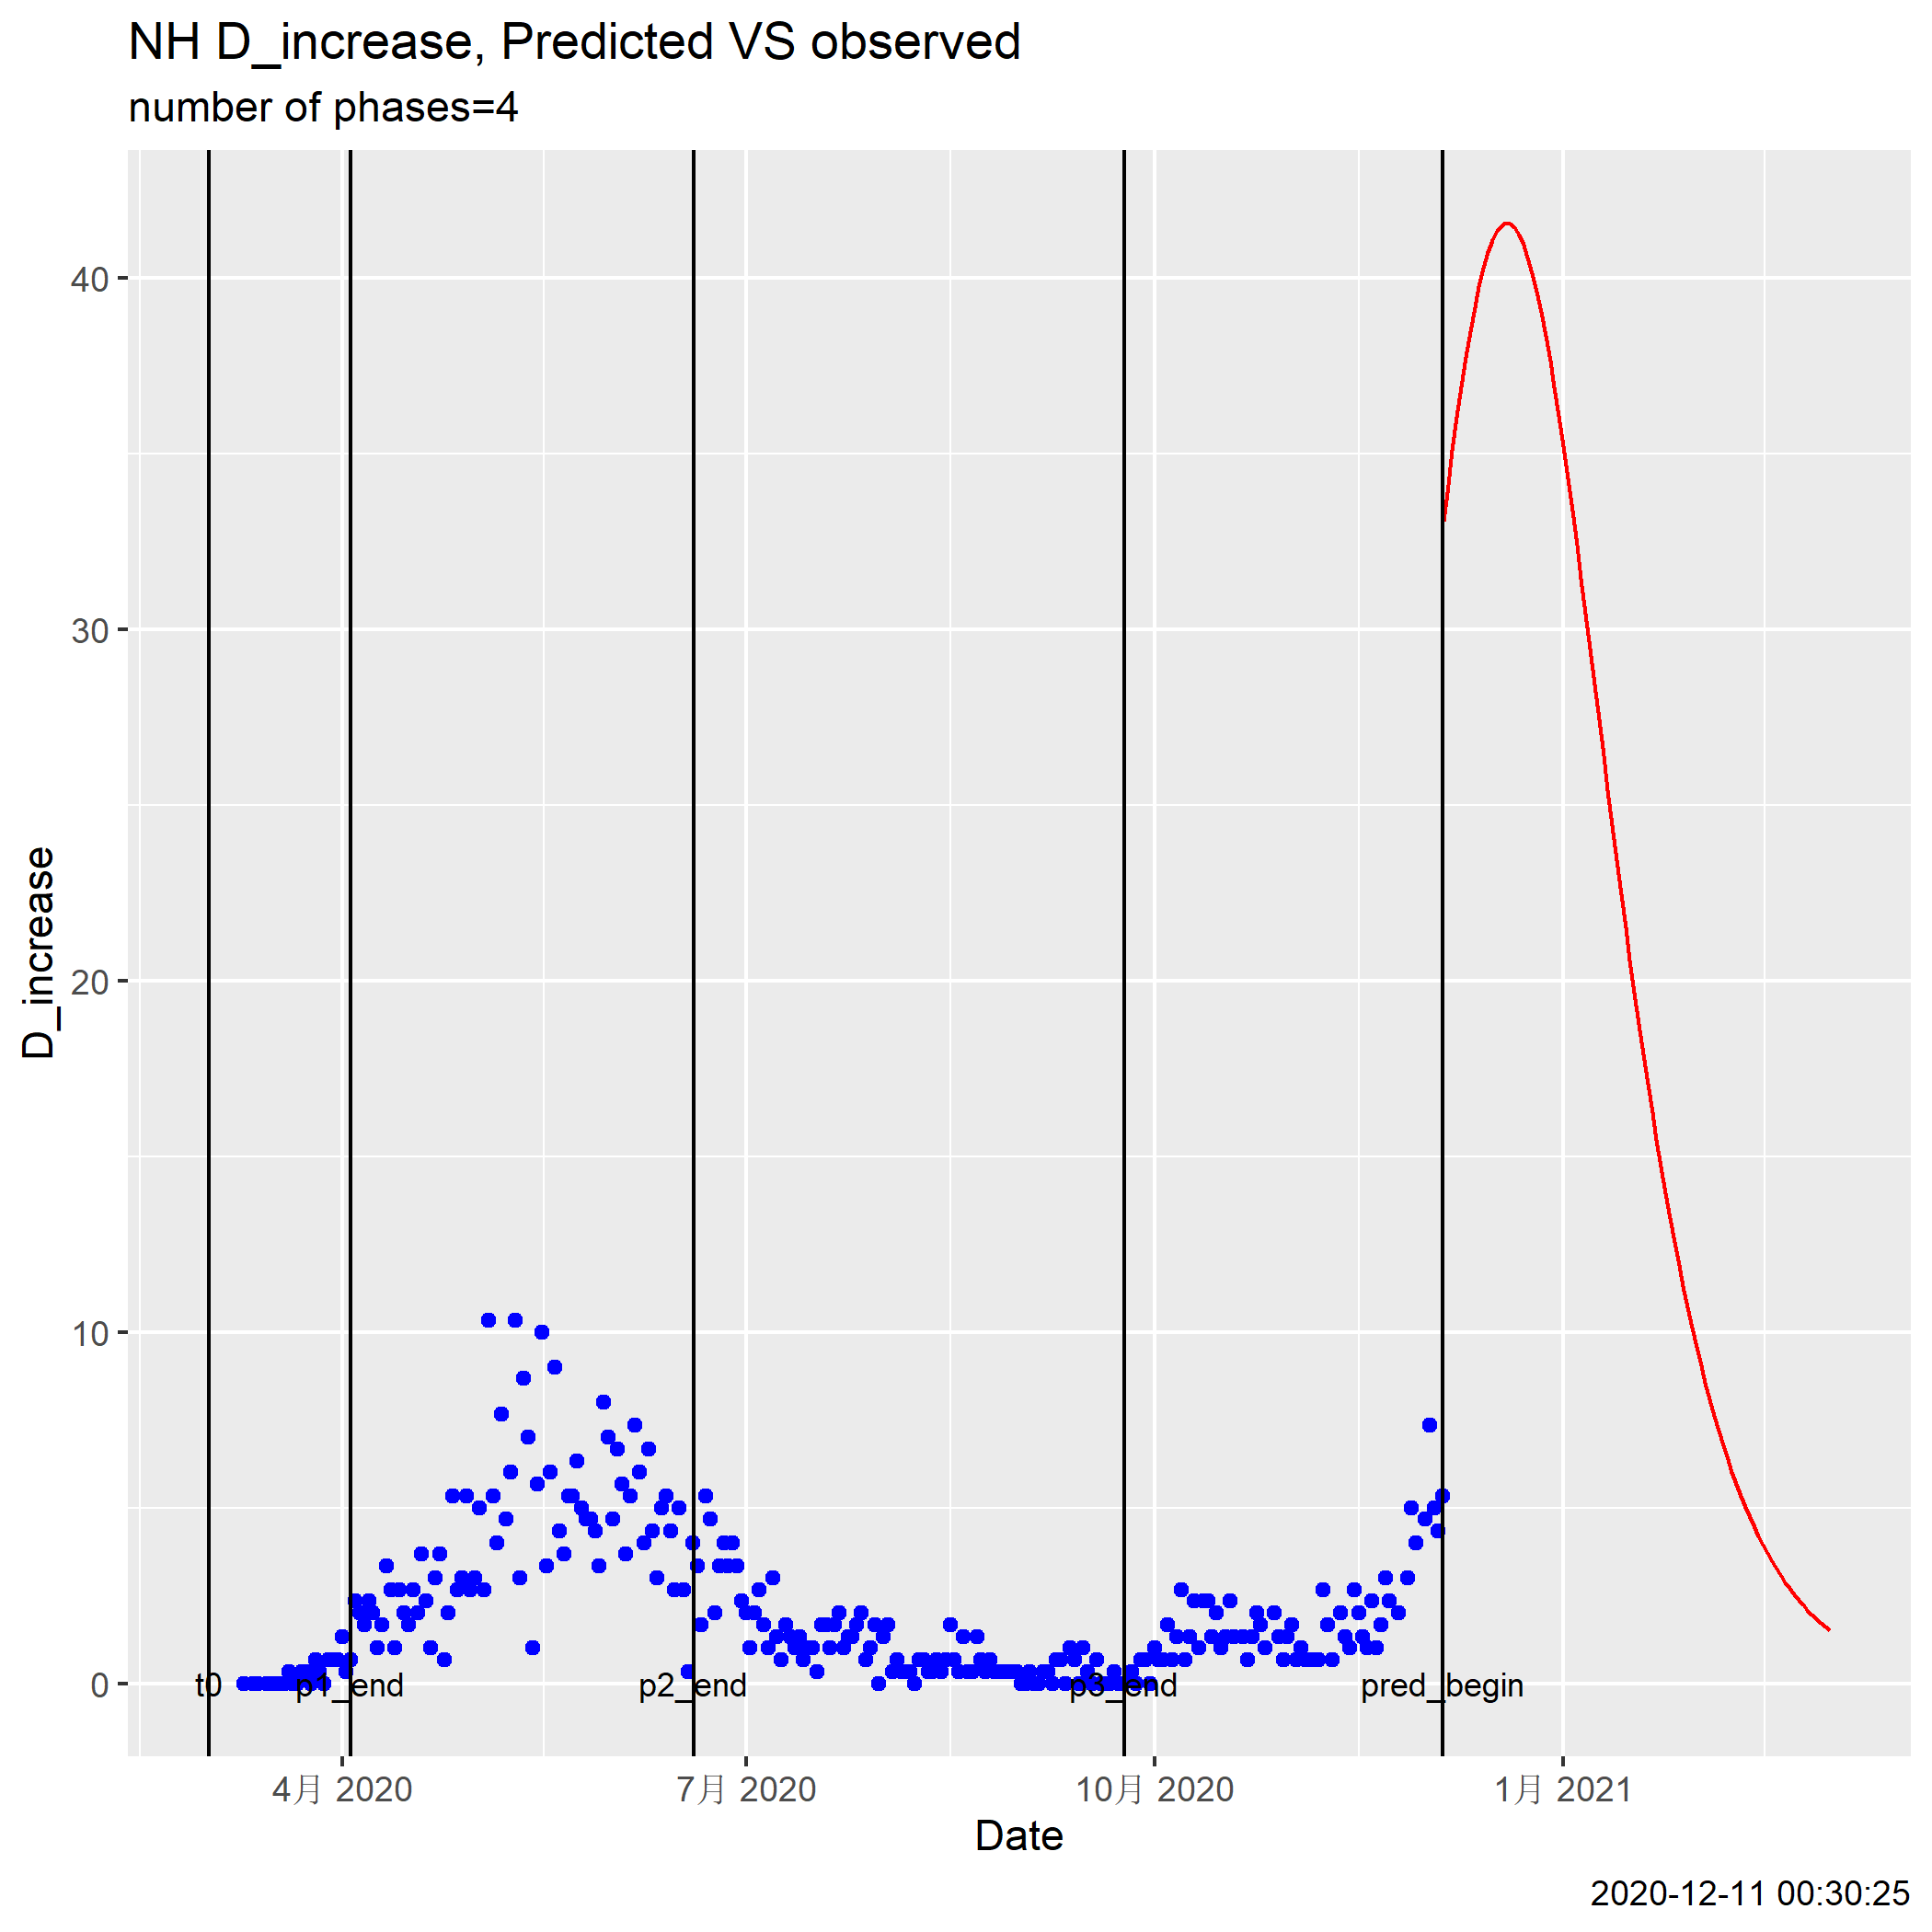 NH D_increase, Predicted VS observed
number of phases=4
D_increase
40
30
20
10
0
t0
p1_end
p2_end
p3_end
pred_begin
4月 2020
7月 2020
10月 2020
1月 2021
Date
2020-12-11 00:30:25